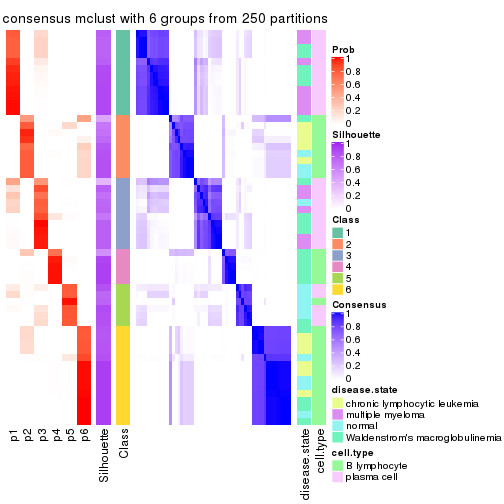 consensus mclust with 6 groups from 250 partitions
Prob
1
0.8
0.6
0.4
0.2
0
Silhouette
1
0.8
0.6
0.4
0.2
0
Class
1
2
3
4
5
6
Consensus
1
0.8
0.6
0.4
0.2
0
disease.state
chronic lymphocytic leukemia
multiple myeloma
normal
Waldenstrom's macroglobulinemia
cell.type
B lymphocyte
plasma cell
p1
p2
p3
p4
p5
p6
Silhouette
Class
disease.state
cell.type